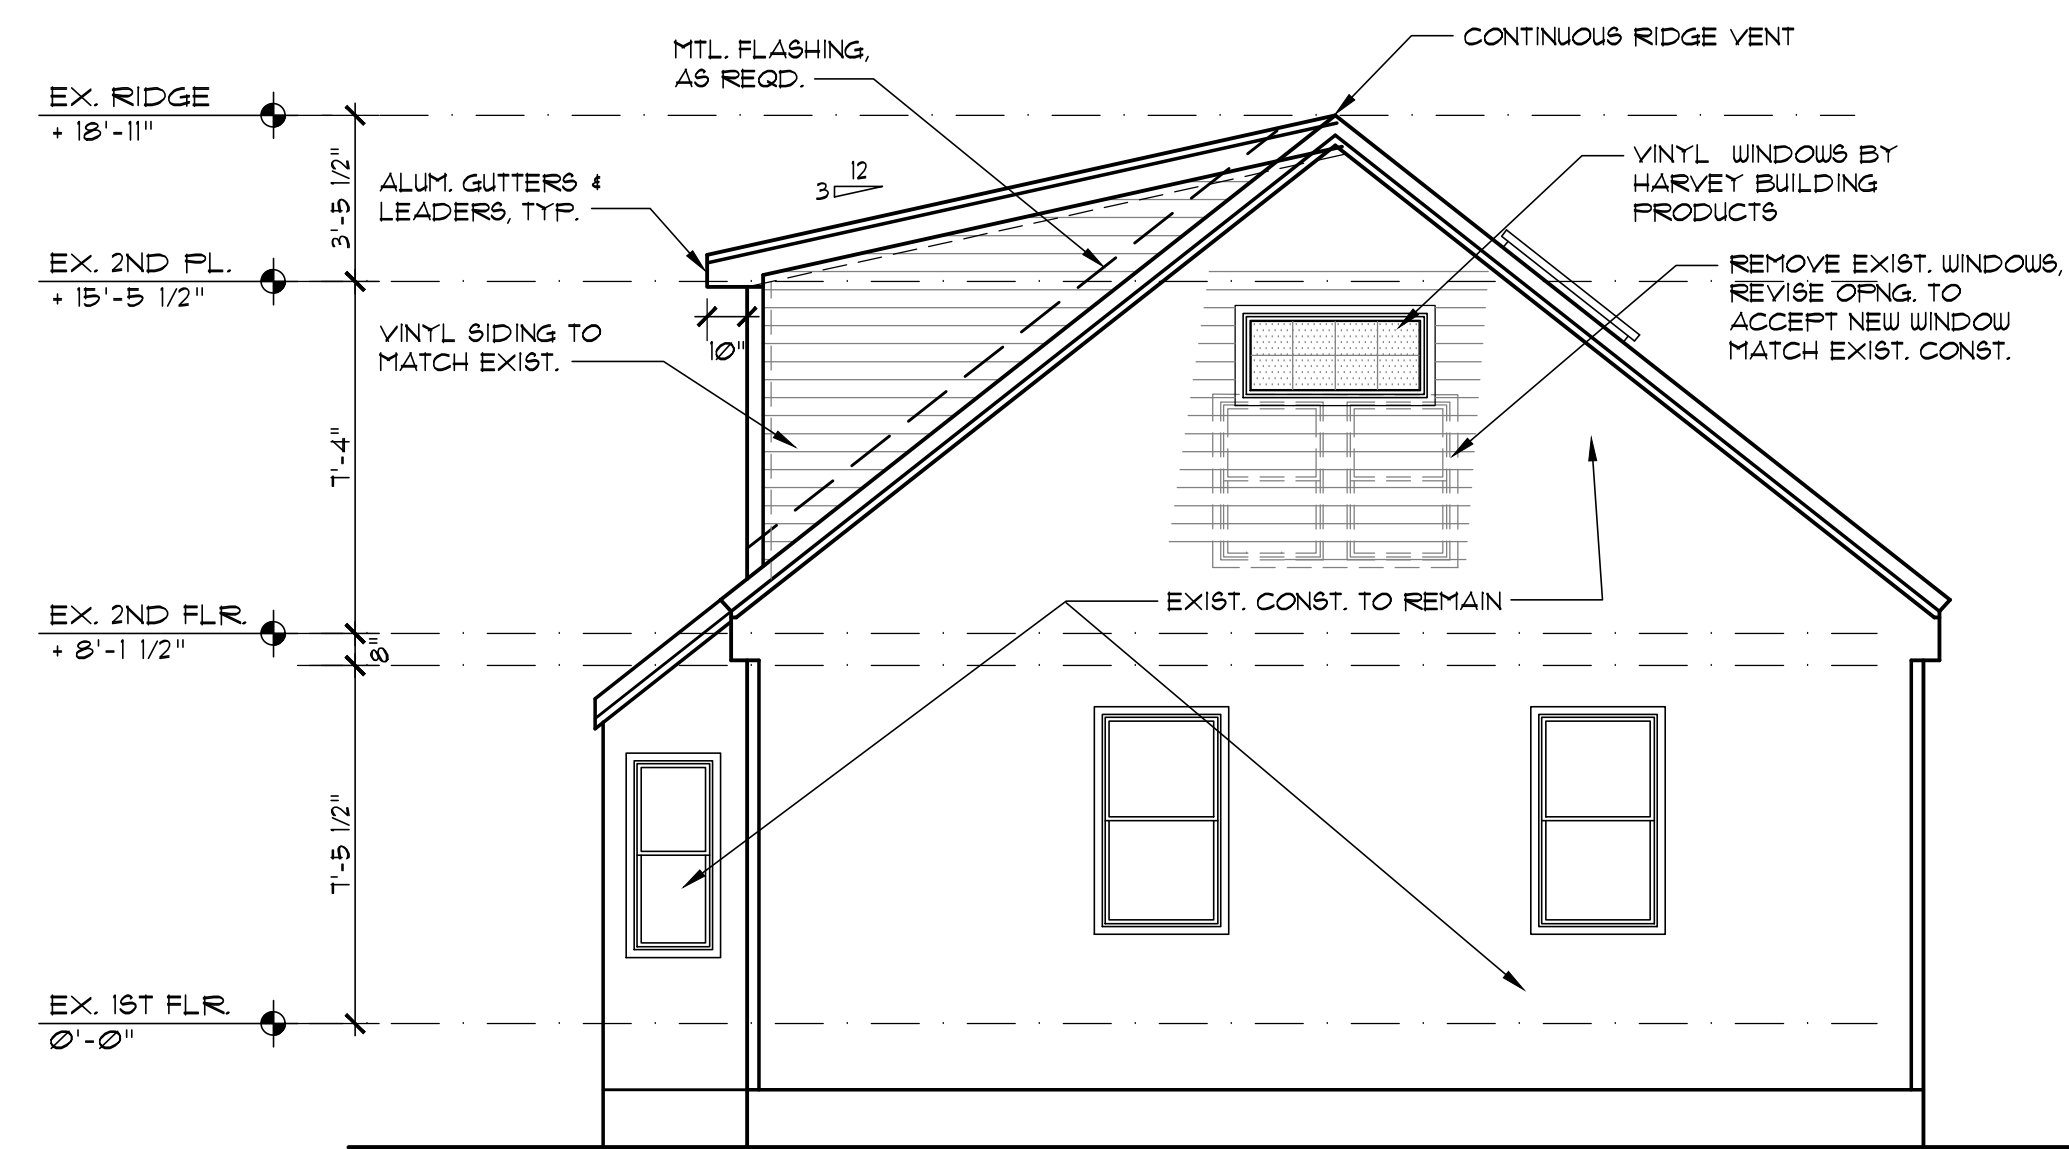 CONTINUOUS RIDGE VENT
MTL. FLASHING,
AS REQD.
EX. RIDGE
+ 18'-11"
3'-5 1/2"
ALUM. GUTTERS &
LEADERS, TYP.
12
3
VINYL WINDOWS BY
HARVEY BUILDING
PRODUCTS
EX. 2ND PL.
+ 15'-5 1/2"
REMOVE EXIST. WINDOWS,
REVISE OPNG. TO
ACCEPT NEW WINDOW
MATCH EXIST. CONST.
VINYL SIDING TO
MATCH EXIST.
10"
7'-4"
EX. 2ND FLR.
+ 8'-1 1/2"
8"
EXIST. CONST. TO REMAIN
7'-5 1/2"
EX. 1ST FLR.
0'-0"